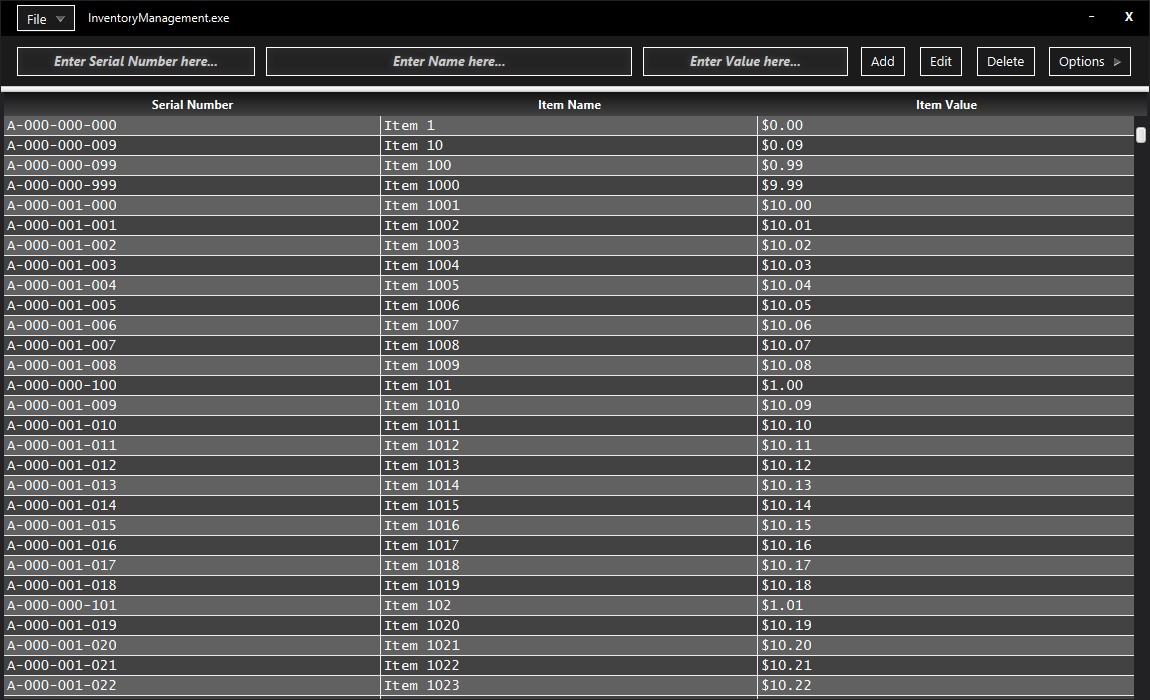 File InventoryManagement.exe - X
Enter Serial Number here... Enter Name here... Enter Value here... Add Edit Delete Options
Serial Number Item Name Item Value
A-000-000-000 Item 1 $0.00
A-000-000-009 Item 10 $0.09
A-000-000-099 Item 100 $0.99
A-000-000-999 Item 1000 $9.99
A-000-001-000 Item 1001 $10.00
A-000-001-001 Item 1002 $10.01
A-000-001-002 Item 1003 $10.02
A-000-001-003 Item 1004 $10.03
A-000-001-004 Item 1005 $10.04
A-000-001-005 Item 1006 $10.05
A-000-001-006 Item 1007 $10.06
A-000-001-007 Item 1008 $10.07
A-000-001-008 Item 1009 $10.08
A-000-000-100 Item 101 $1.00
A-000-001-009 Item 1010 $10.09
A-000-001-010 Item 1011 $10.10
A-000-001-011 Item 1012 $10.11
A-000-001-012 Item 1013 $10.12
A-000-001-013 Item 1014 $10.13
A-000-001-014 Item 1015 $10.14
A-000-001-015 Item 1016 $10.15
A-000-001-016 Item 1017 $10.16
A-000-001-017 Item 1018 $10.17
A-000-001-018 Item 1019 $10.18
A-000-000-101 Item 102 $1.01
A-000-001-019 Item 1020 $10.19
A-000-001-020 Item 1021 $10.20
A-000-001-021 Item 1022 $10.21
A-000-001-022 Item 1023 $10.22